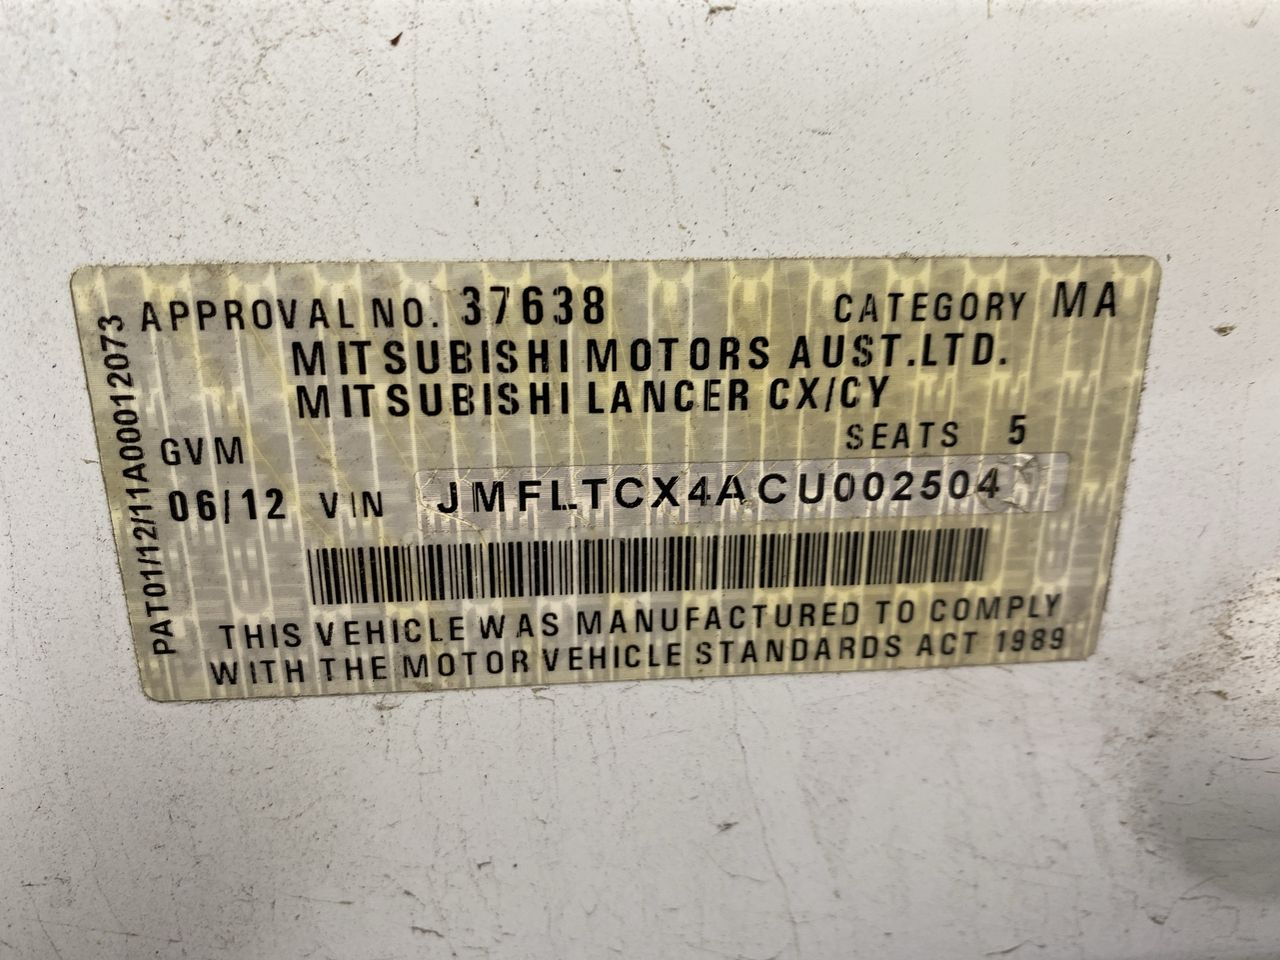 APPROVAL NO. 37638 CATEGORY MA
MITSUBISHI MOTORS AUST.LTD.
MITSUBISHI LANCER CX/CY
GVM SEATS 5
06/12 VIN JMFLTCX4ACU002504
THIS VEHICLE WAS MANUFACTURED TO COMPLY
WITH THE MOTOR VEHICLE STANDARDS ACT 1989
PAT01/12/11A00012073